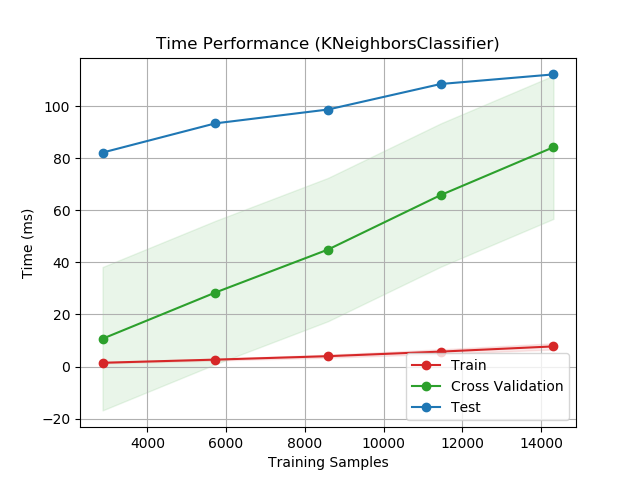 Time Performance (KNeighborsClassifier)
100
80
60
40
20
0
−20
Time (ms)
Train
Cross Validation
Test
4000 6000 8000 10000 12000 14000
Training Samples